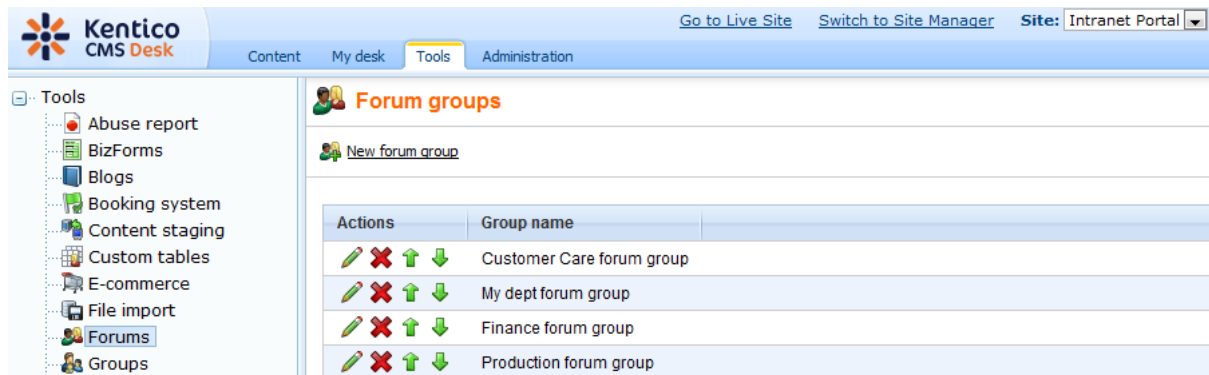 Kentico
CMS Desk
Go to Live Site Switch to Site Manager Site: Intranet Portal
Content My desk Tools Administration
Tools
Abuse report
BizForms
Blogs
Booking system
Content staging
Custom tables
E-commerce
File import
Forums
Groups
Forum groups
New forum group
Actions Group name
Customer Care forum group
My dept forum group
Finance forum group
Production forum group